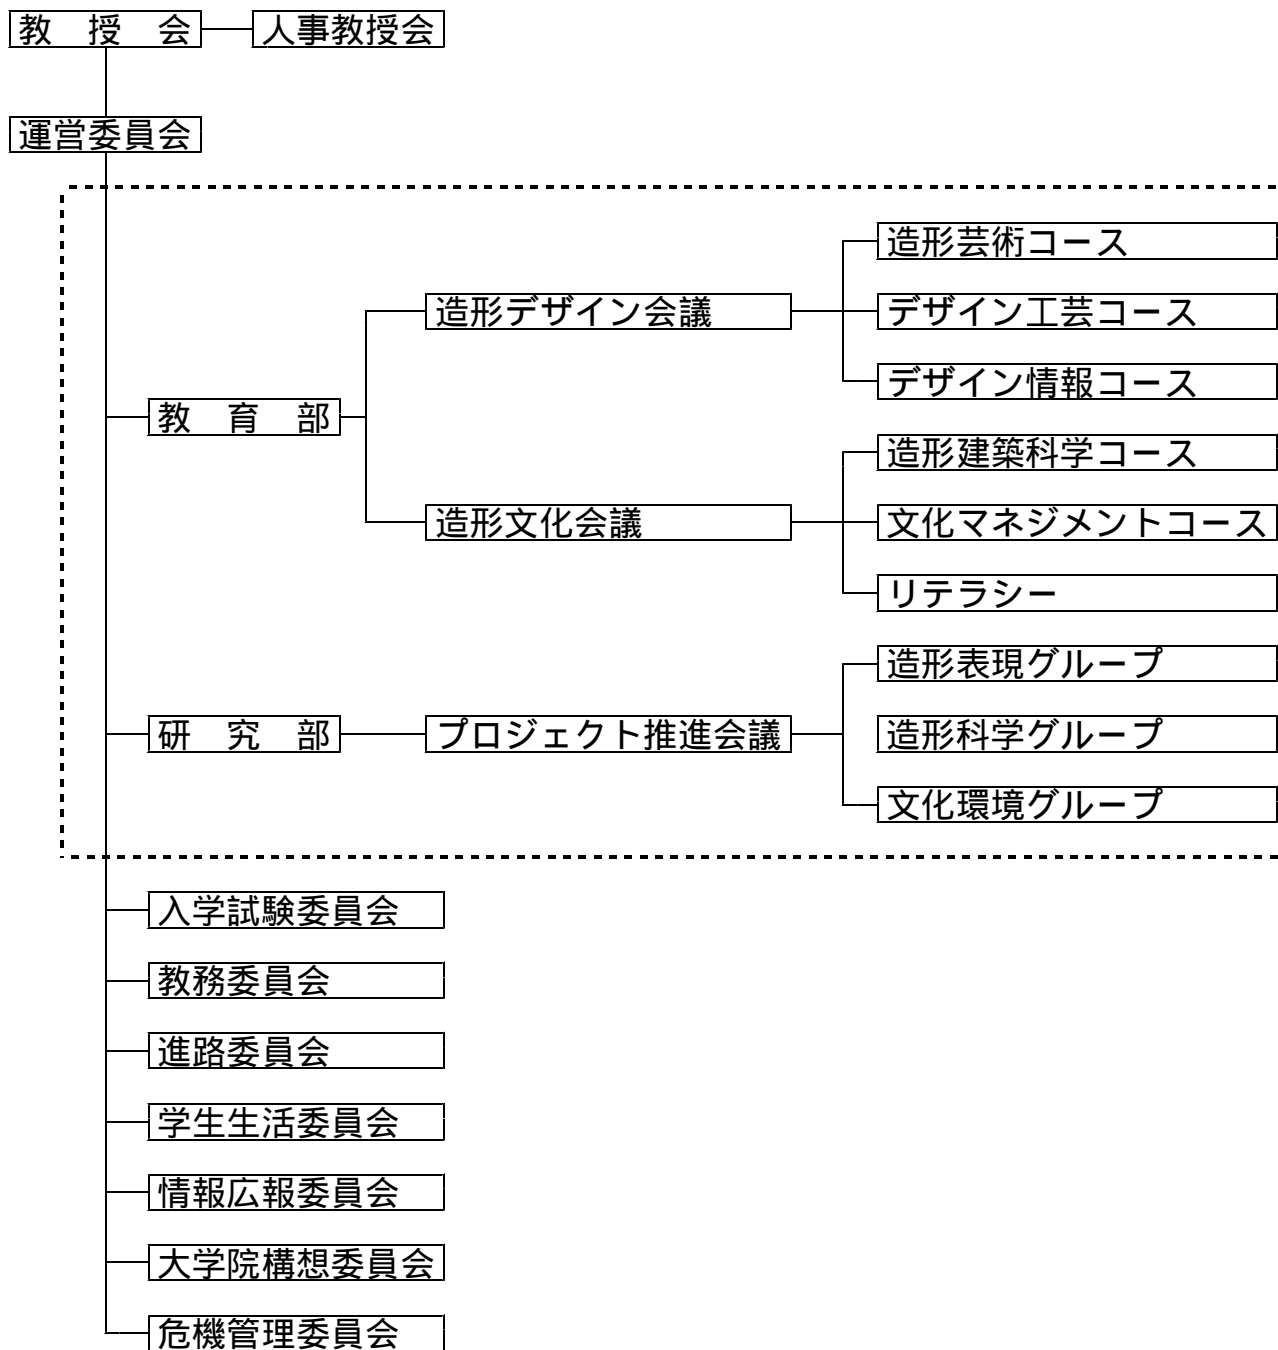 教　授　会
人事教授会
運営委員会
造形芸術コース
造形デザイン会議
デザイン工芸コース
デザイン情報コース
教　育　部
造形建築科学コース
造形文化会議
文化マネジメントコース
リテラシー
造形表現グループ
研　究　部
プロジェクト推進会議
造形科学グループ
文化環境グループ
入学試験委員会
教務委員会
進路委員会
学生生活委員会
情報広報委員会
大学院構想委員会
危機管理委員会